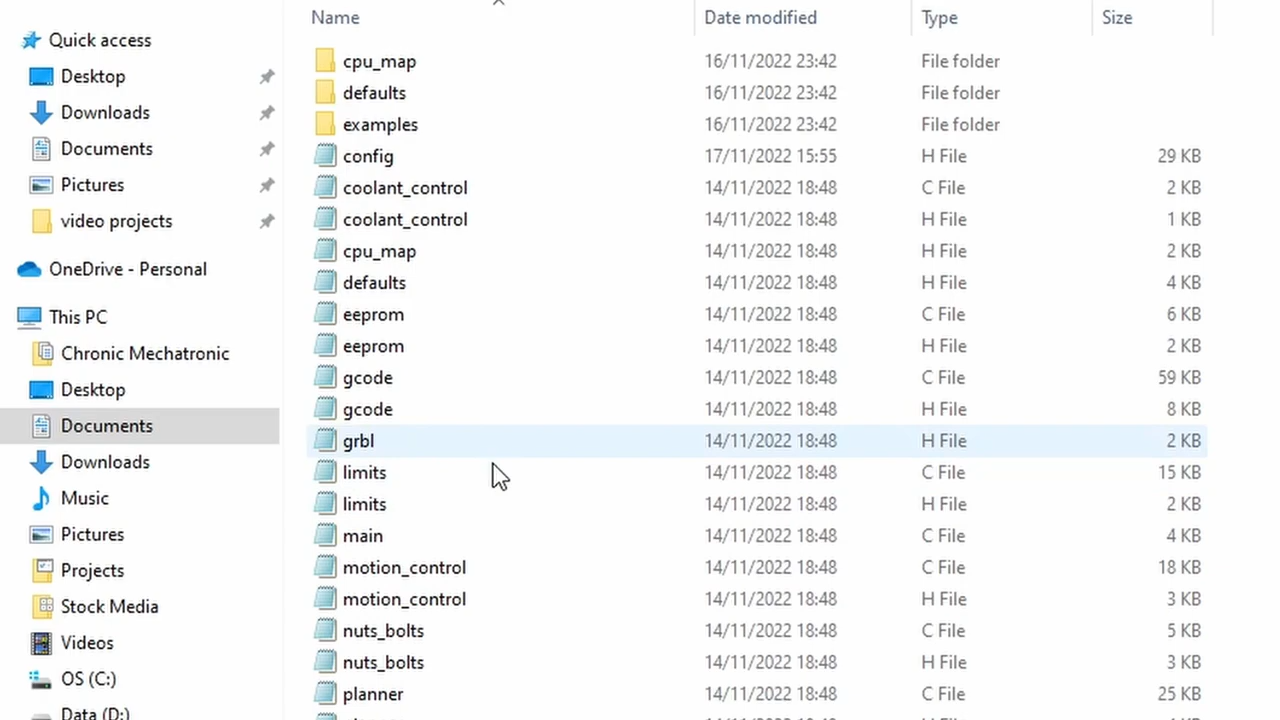 Name Date modified Type Size
Quick access
Desktop
Downloads
Documents
Pictures
video projects
OneDrive - Personal
This PC
Chronic Mechatronic
Desktop
Documents
Downloads
Music
Pictures
Projects
Stock Media
Videos
OS (C:)
Data (D:)
cpu_map 16/11/2022 23:42 File folder
defaults 16/11/2022 23:42 File folder
examples 16/11/2022 23:42 File folder
config 17/11/2022 15:55 H File 29 KB
coolant_control 14/11/2022 18:48 C File 2 KB
coolant_control 14/11/2022 18:48 H File 1 KB
cpu_map 14/11/2022 18:48 H File 2 KB
defaults 14/11/2022 18:48 H File 4 KB
eeprom 14/11/2022 18:48 C File 6 KB
eeprom 14/11/2022 18:48 H File 2 KB
gcode 14/11/2022 18:48 C File 59 KB
gcode 14/11/2022 18:48 H File 8 KB
grbl 14/11/2022 18:48 H File 2 KB
limits 14/11/2022 18:48 C File 15 KB
limits 14/11/2022 18:48 H File 2 KB
main 14/11/2022 18:48 C File 4 KB
motion_control 14/11/2022 18:48 C File 18 KB
motion_control 14/11/2022 18:48 H File 3 KB
nuts_bolts 14/11/2022 18:48 C File 5 KB
nuts_bolts 14/11/2022 18:48 H File 3 KB
planner 14/11/2022 18:48 C File 25 KB